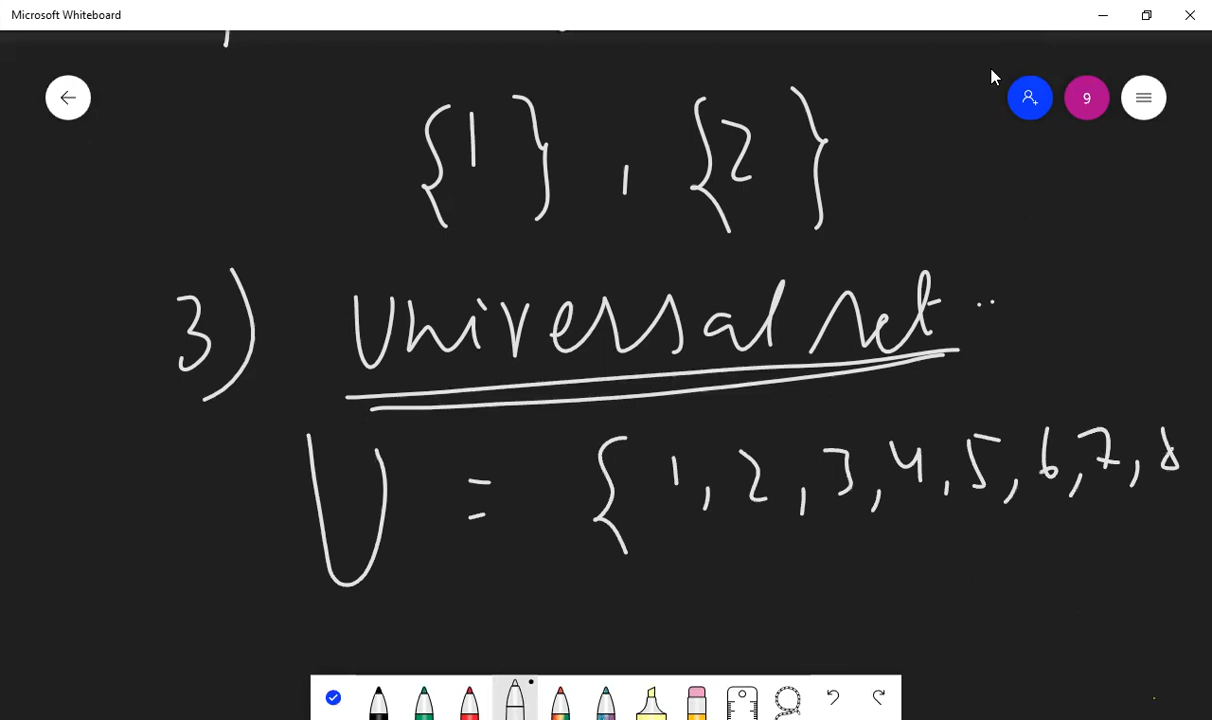 Microsoft Whiteboard
9
{1} , {2}
3) Universal set ..
U = { 1, 2, 3, 4, 5, 6, 7, 8